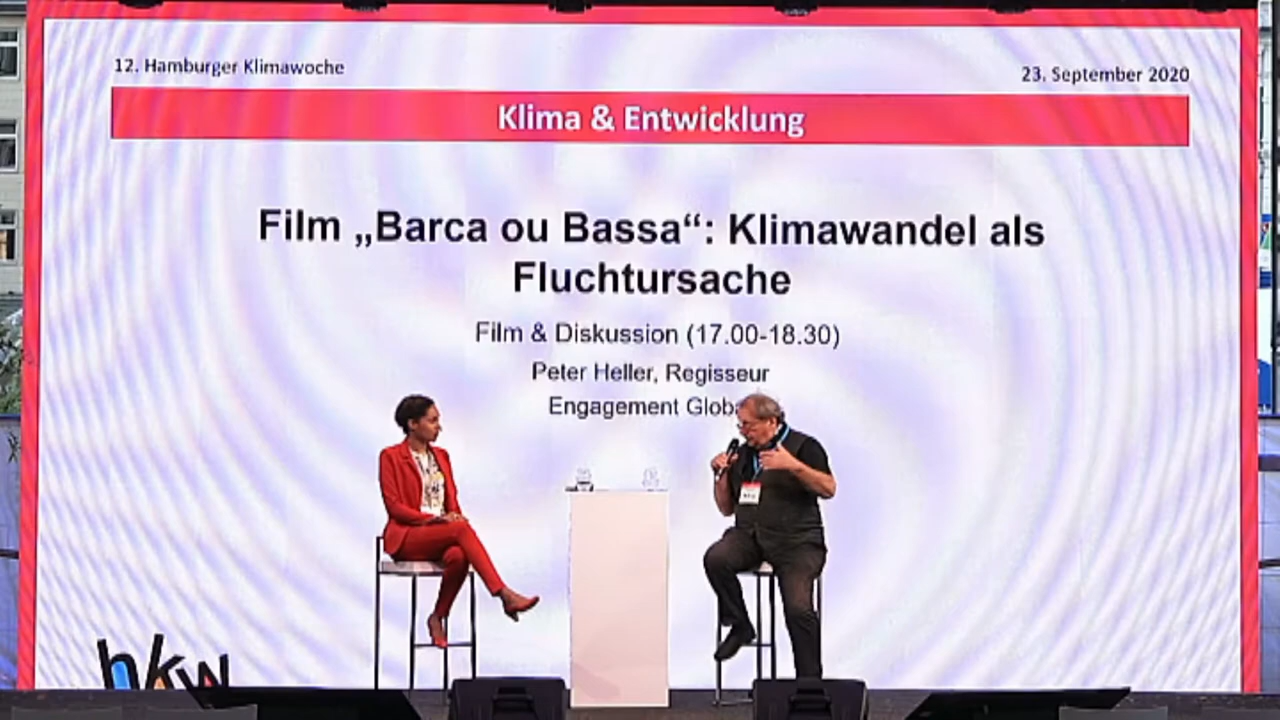 12. Hamburger Klimawoche
23. September 2020
Klima & Entwicklung
Film „Barca ou Bassa“: Klimawandel als
Fluchtursache
Film & Diskussion (17.00-18.30)
Peter Heller, Regisseur
Engagement
hkw